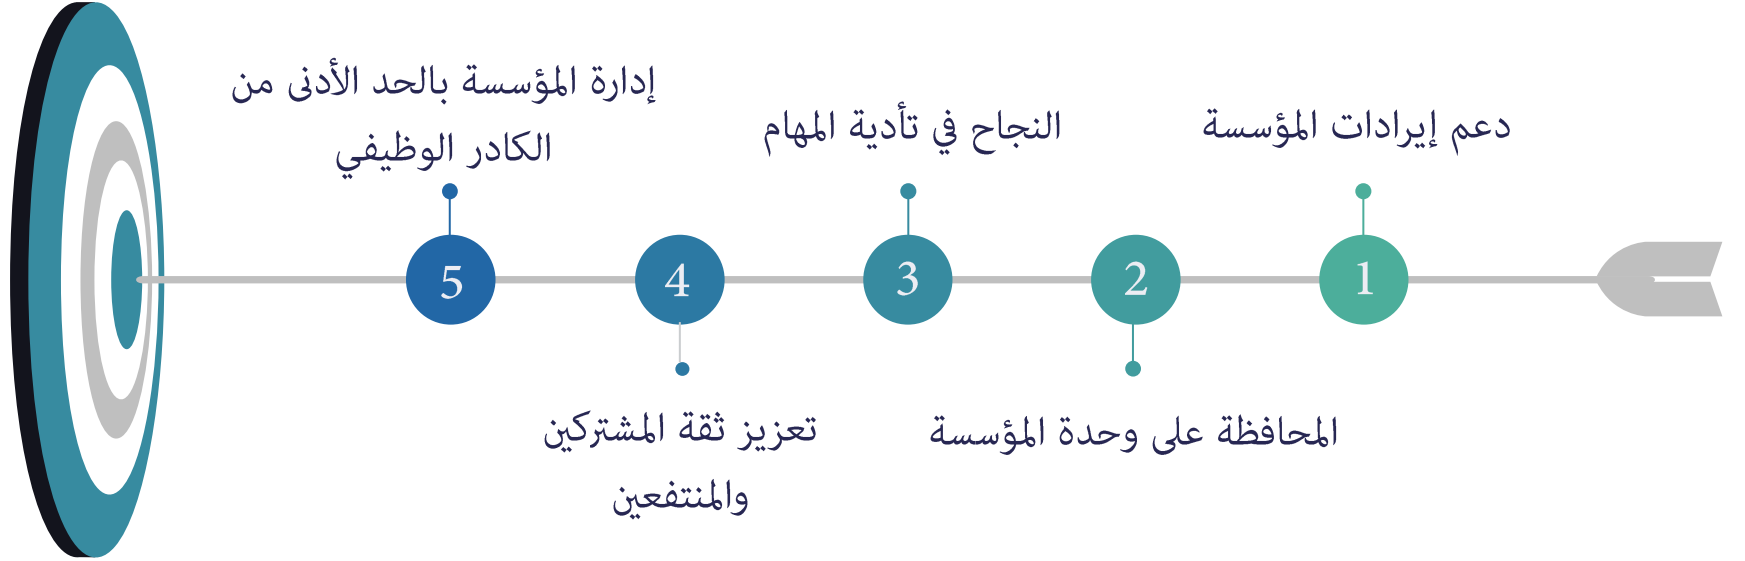 1
دعم إيرادات المؤسسة
2
المحافظة على وحدة المؤسسة
3
النجاح في تأدية المهام
4
تعزيز ثقة المشتركين
والمنتفعين
5
إدارة المؤسسة بالحد الأدنى من
الكادر الوظيفي